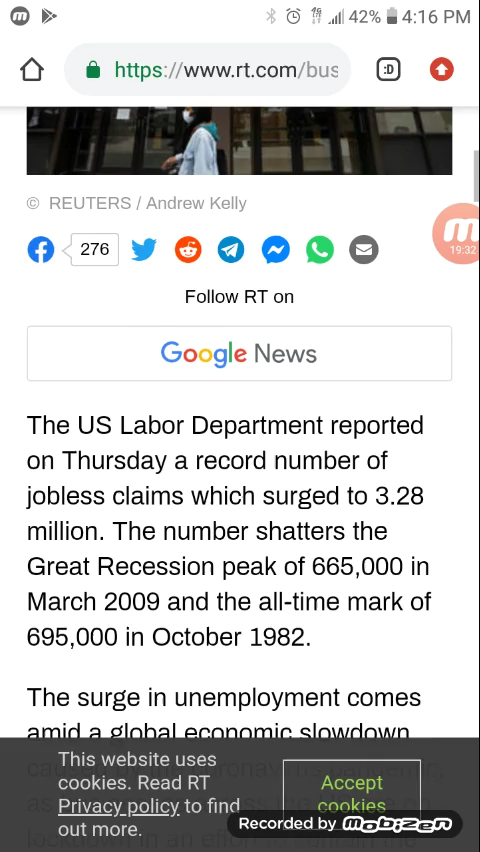 42% 4:16 PM
https://www.rt.com/bus
:D
© REUTERS / Andrew Kelly
276
19:32
Follow RT on
Google News
The US Labor Department reported
on Thursday a record number of
jobless claims which surged to 3.28
million. The number shatters the
Great Recession peak of 665,000 in
March 2009 and the all-time mark of
695,000 in October 1982.
The surge in unemployment comes
amid a global economic slowdown
This website uses
cookies. Read RT
Privacy policy to find
out more.
Accept
cookies
Recorded by mobizen